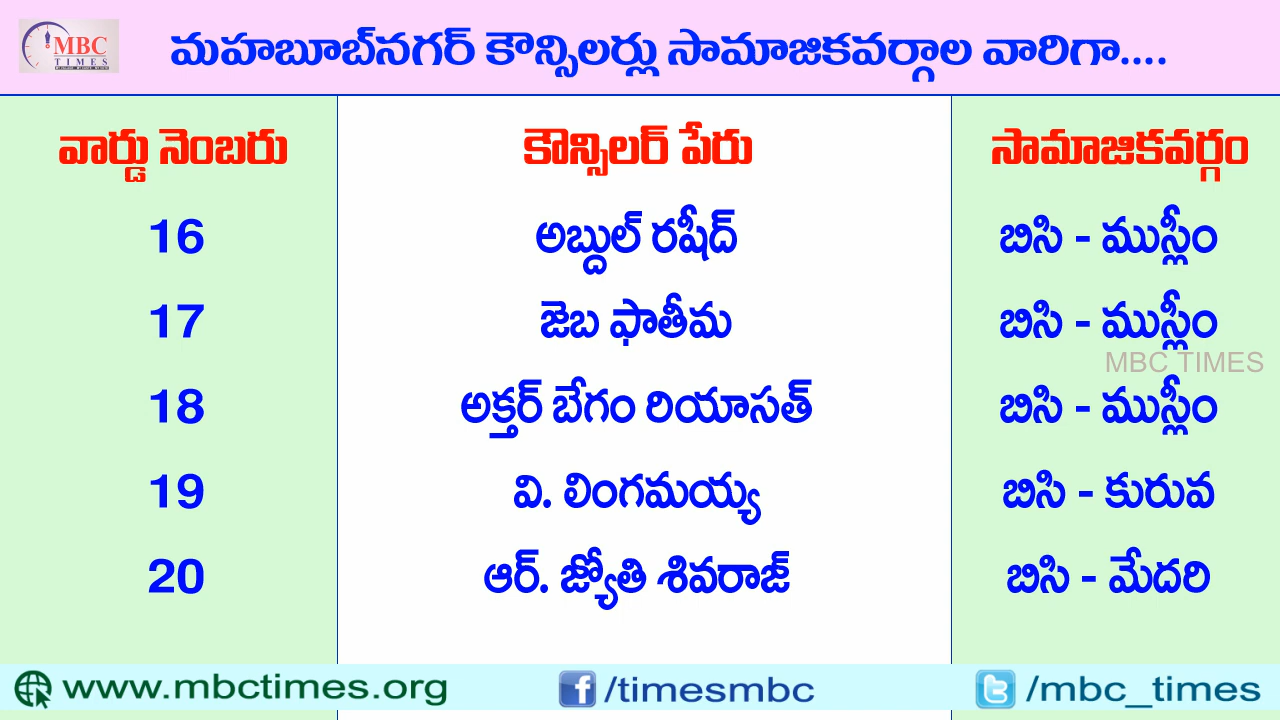 MBC
TIMES
మహబూబ్‌నగర్ కౌన్సిలర్లు సామాజికవర్గాల వారిగా....
వార్డు నెంబరు కౌన్సిలర్ పేరు సామాజికవర్గం
16 అబ్దుల్ రషీద్ బిసి - ముస్లీం
17 జెబ ఫాతీమ బిసి - ముస్లీం
MBC TIMES
18 అక్తర్ బేగం రియాసత్ బిసి - ముస్లీం
19 వి. లింగమయ్య బిసి - కురువ
20 ఆర్. జ్యోతి శివరాజ్ బిసి - మేదరి
www.mbctimes.org /timesmbc /mbc_times